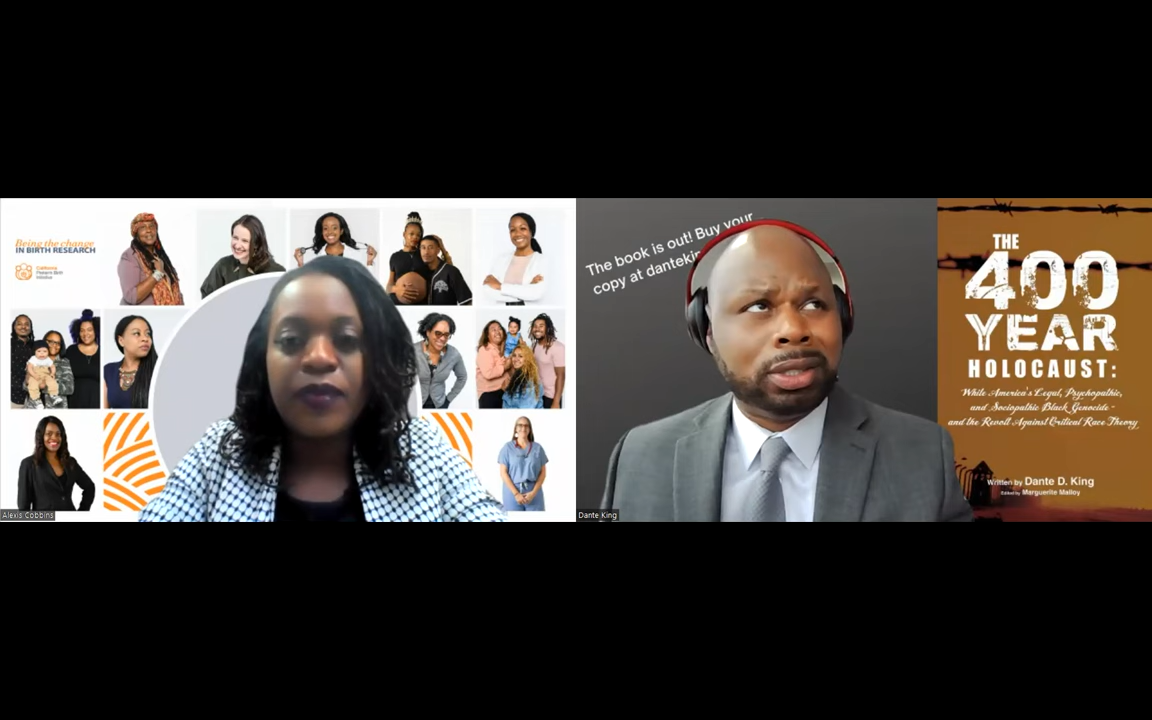 Being the change
IN BIRTH RESEARCH
California
Preterm Birth
Initiative
Alexis Cobbins
The book is out! Buy your
copy at danteki
Dante King
THE
400
YEAR
HOLOCAUST:
White America's Legal, Psychopathic,
and Sociopathic Black Genocide -
and the Revolt Against Critical Race Theory
Written by Dante D. King
Edited by Marguerite Malloy